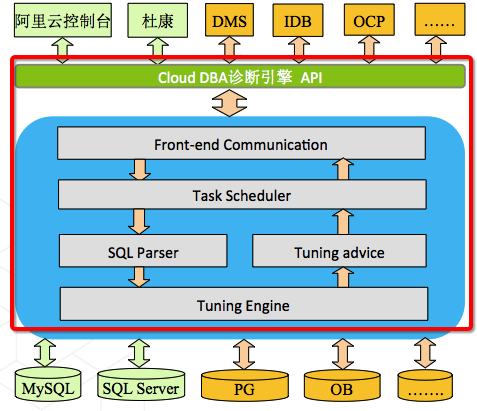 阿里云控制台
杜康
DMS
IDB
OCP
……
Cloud DBA诊断引擎 API
Front-end Communication
Task Scheduler
SQL Parser
Tuning advice
Tuning Engine
MySQL
SQL Server
PG
OB
…….